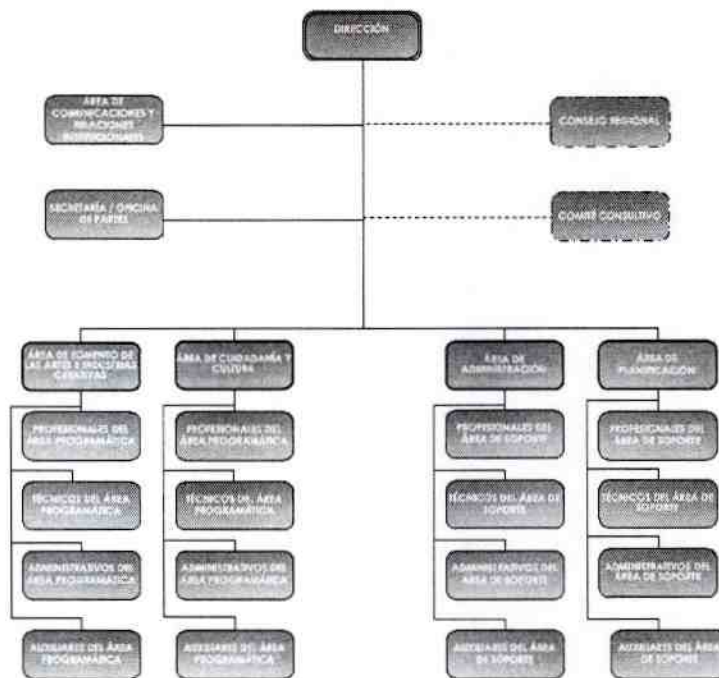 DIRECCIÓN
ÁREA DE
COMUNICACIONES Y
RELACIONES
INSTITUCIONALES
CONSEJO REGIONAL
SECRETARÍA / OFICINA
DE PARTES
COMITÉ CONSULTIVO
ÁREA DE FOMENTO DE
LAS ARTES E INDUSTRIAS
CREATIVAS
ÁREA DE CIUDADANÍA Y
CULTURA
ÁREA DE
ADMINISTRACIÓN
ÁREA DE
PLANIFICACIÓN
PROFESIONALES DEL
ÁREA PROGRAMÁTICA
PROFESIONALES DEL
ÁREA PROGRAMÁTICA
PROFESIONALES DEL
ÁREA DE SOPORTE
PROFESIONALES DEL
ÁREA DE SOPORTE
TÉCNICOS DEL ÁREA
PROGRAMÁTICA
TÉCNICOS DEL ÁREA
PROGRAMÁTICA
TÉCNICOS DEL ÁREA DE
SOPORTE
TÉCNICOS DEL ÁREA DE
SOPORTE
ADMINISTRATIVOS DEL
ÁREA PROGRAMÁTICA
ADMINISTRATIVOS DEL
ÁREA PROGRAMÁTICA
ADMINISTRATIVOS DEL
ÁREA DE SOPORTE
ADMINISTRATIVOS DEL
ÁREA DE SOPORTE
AUXILIARES DEL ÁREA
PROGRAMÁTICA
AUXILIARES DEL ÁREA
PROGRAMÁTICA
AUXILIARES DEL ÁREA
DE SOPORTE
AUXILIARES DEL ÁREA
DE SOPORTE